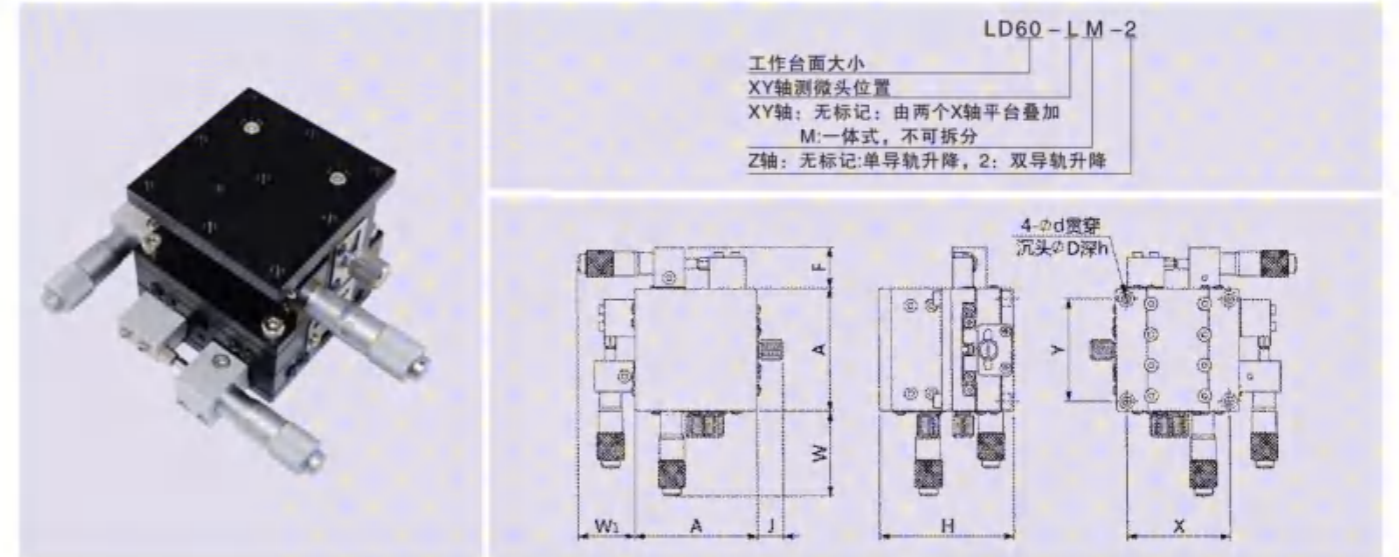 LD60-LM-2
工作台面大小
XY轴测微头位置
XY轴：无标记：由两个X轴平台叠加
M:一体式，不可拆分
Z轴：无标记:单导轨升降，2：双导轨升降
4-Ød贯穿
沉头ØD深h
F
A
Y
W
W1
A
J
H
X